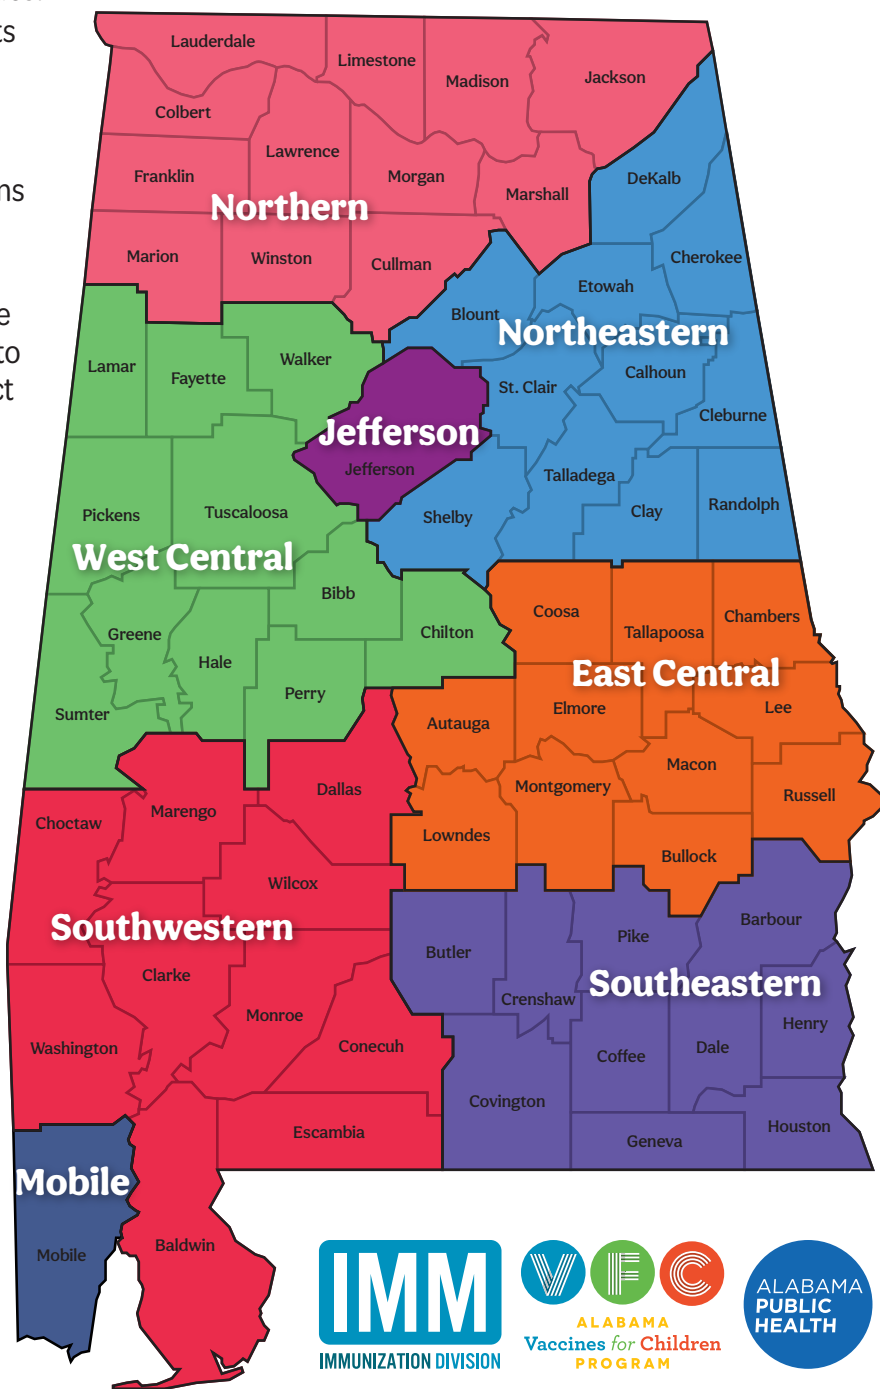 ts
Lauderdale
Limestone
Madison
Jackson
Colbert
Lawrence
Franklin
Morgan
Marshall
DeKalb
ns
Northern
Marion
Winston
Cullman
Cherokee
Etowah
e
Blount
Northeastern
to
Lamar
Fayette
Walker
St. Clair
Calhoun
ct
Cleburne
Jefferson
Jefferson
Talladega
Pickens
Tuscaloosa
Shelby
Clay
Randolph
West Central
Bibb
Greene
Chilton
Coosa
Tallapoosa
Chambers
Hale
East Central
Perry
Sumter
Autauga
Elmore
Lee
Macon
Dallas
Montgomery
Russell
Choctaw
Marengo
Lowndes
Bullock
Wilcox
Southwestern
Barbour
Pike
Butler
Clarke
Southeastern
Crenshaw
Monroe
Henry
Washington
Conecuh
Coffee
Dale
Covington
Escambia
Geneva
Houston
Mobile
Mobile
Baldwin
IMM
IMMUNIZATION DIVISION
VFC
ALABAMA
Vaccines for Children
PROGRAM
ALABAMA
PUBLIC
HEALTH